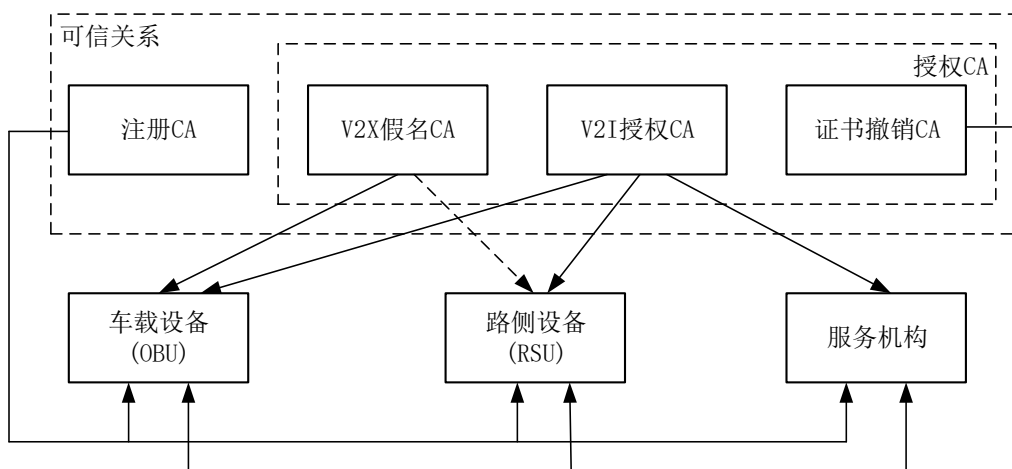 可信关系
授权CA
注册CA
V2X假名CA
V2I授权CA
证书撤销CA
车载设备
(OBU)
路侧设备
(RSU)
服务机构